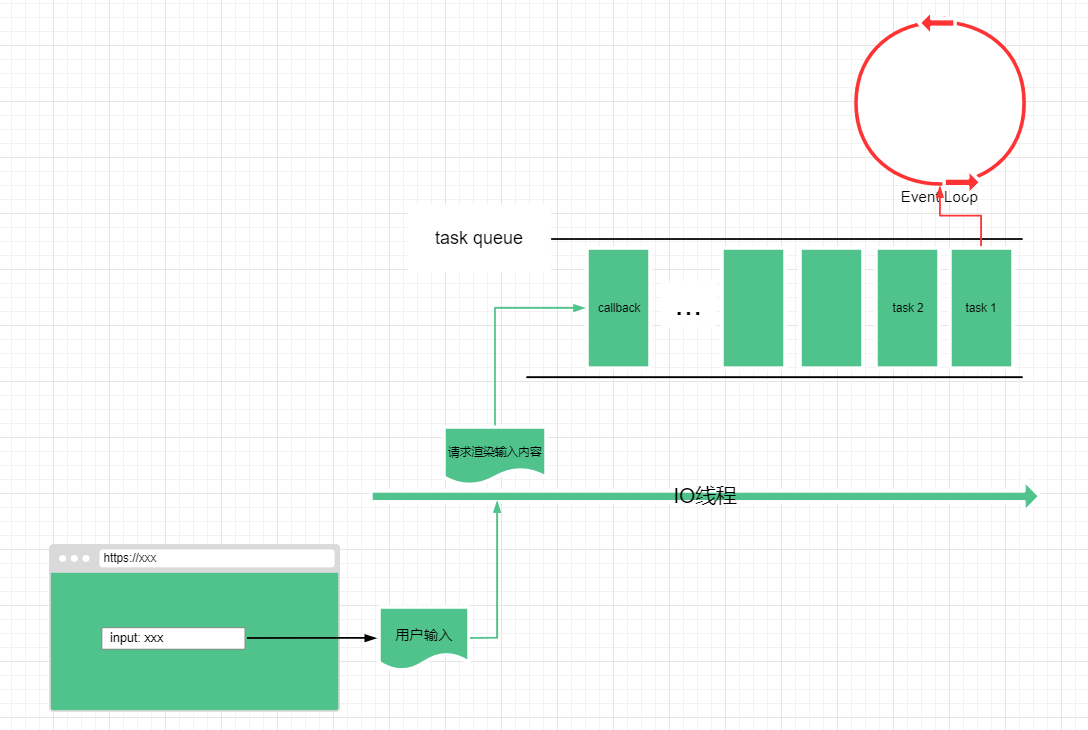 Event Loop
task queue
callback
...
task 2
task 1
请求渲染输入内容
IO线程
https://xxx
input: xxx
用户输入